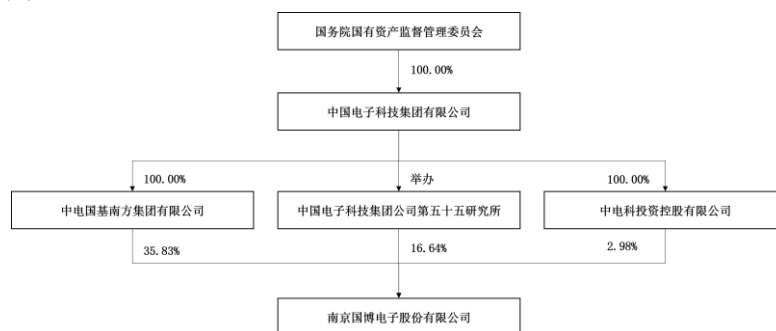 国务院国有资产监督管理委员会
100.00%
中国电子科技集团有限公司
100.00%
举办
100.00%
中电国基南方集团有限公司
中国电子科技集团公司第五十五研究所
中电科投资控股有限公司
35.83%
16.64%
2.98%
南京国博电子股份有限公司